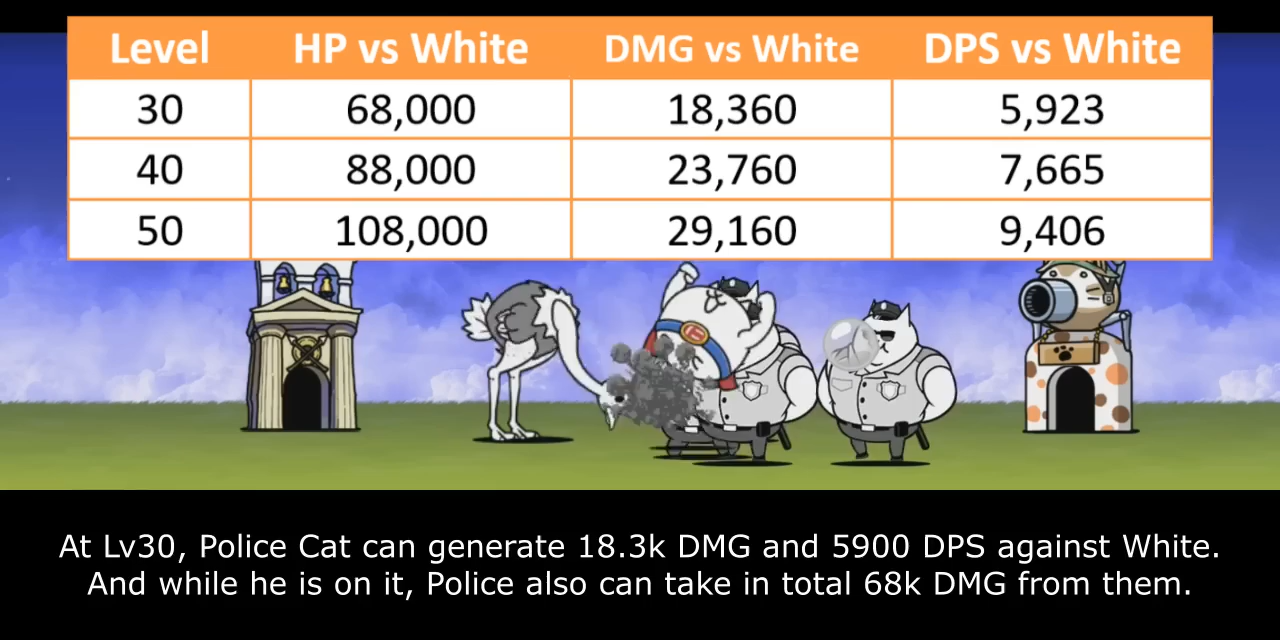 Level HP vs White DMG vs White DPS vs White
30 68,000 18,360 5,923
40 88,000 23,760 7,665
50 108,000 29,160 9,406
At Lv30, Police Cat can generate 18.3k DMG and 5900 DPS against White.
And while he is on it, Police also can take in total 68k DMG from them.